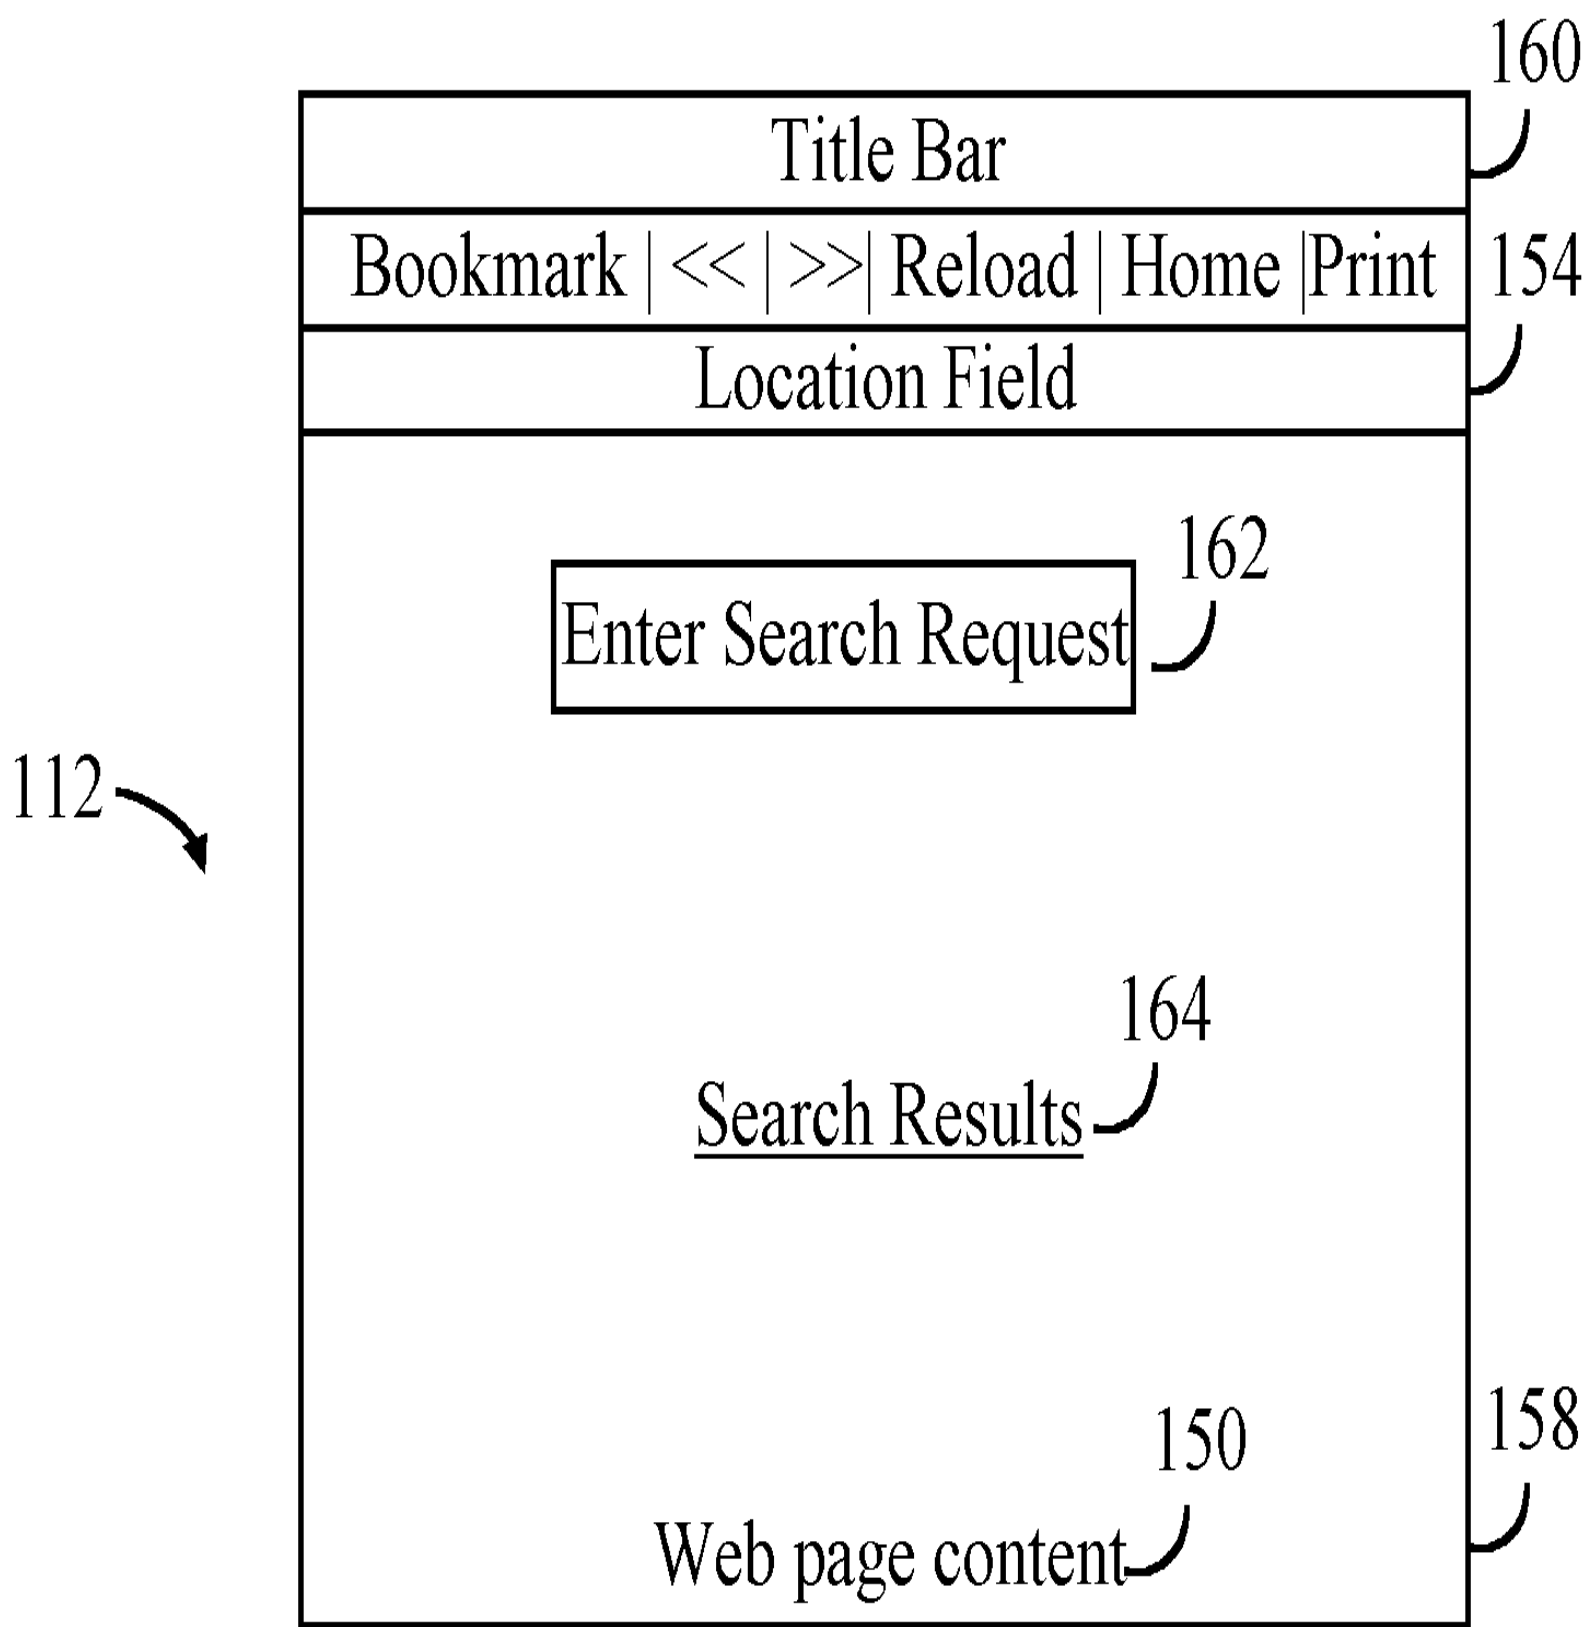 160
Title Bar
Bookmark | << | >>| Reload | Home |Print
154
Location Field
162
Enter Search Request
112
164
Search Results
158
150
Web page content